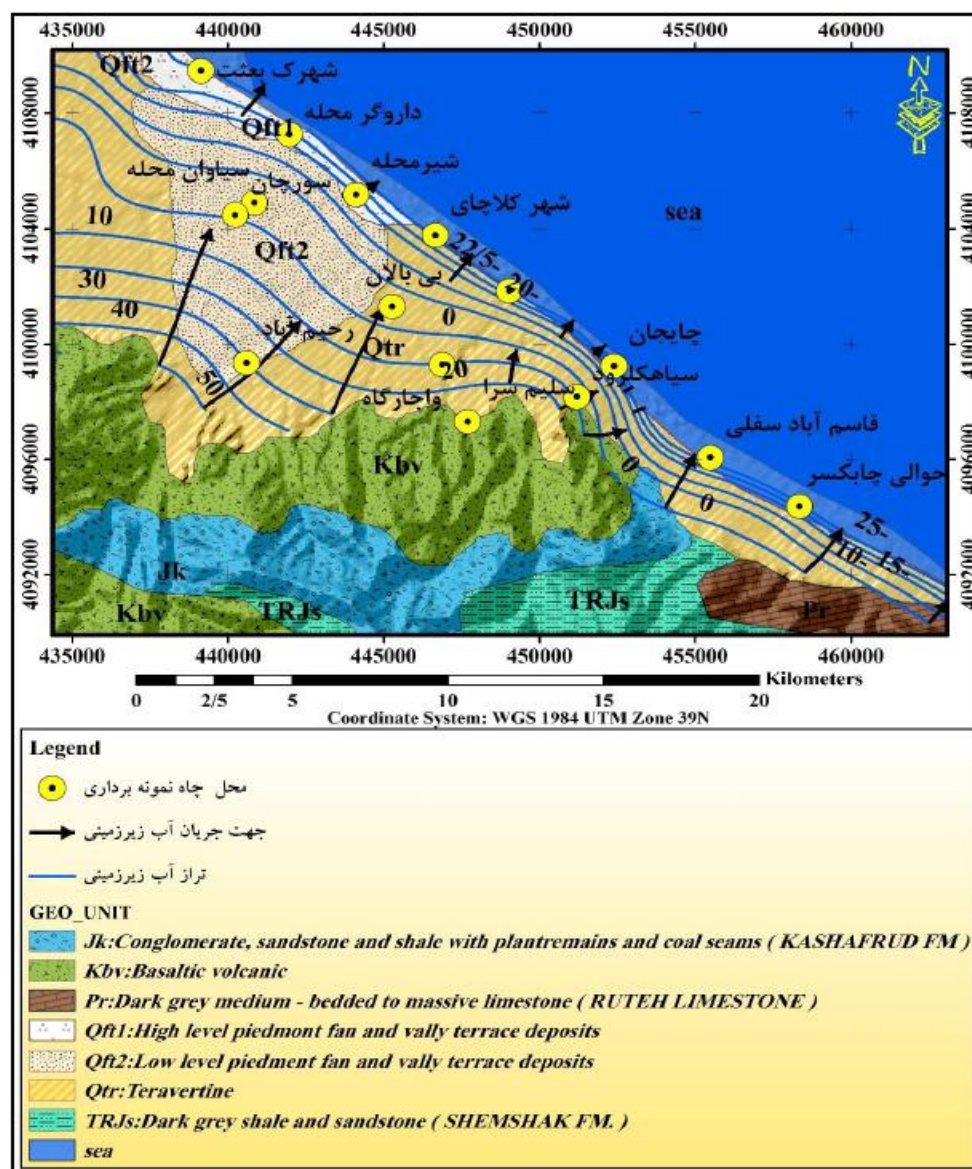 435000 440000 445000 450000 455000 460000
4108000
4104000
4100000
4096000
4092000
N
Qft2
شهرک بعثت
داروگر محله
Qft1
شیرمحله
سیاوان محله
سورچان
شهر کلاچای
sea
10
Qft2
22/5-
20-
بی بالان
30
0
40
رحیم آباد
Qtr
چایجان
20
سیاهکلرود
50
سلیم سرا
واچارگاه
قاسم آباد سفلی
Kbv
0
حوالی چابکسر
0
25-
10-
15-
Jk
Kbv
TRJs
TRJs
Pr
4108000
4104000
4100000
4096000
4092000
435000 440000 445000 450000 455000 460000
Kilometers
0 2/5 5 10 15 20
Coordinate System: WGS 1984 UTM Zone 39N
Legend
محل چاه نمونه برداری
جهت جریان آب زیرزمینی
تراز آب زیرزمینی
GEO_UNIT
Jk:Conglomerate, sandstone and shale with plantremains and coal seams ( KASHAFRUD FM )
Kbv:Basaltic volcanic
Pr:Dark grey medium - bedded to massive limestone ( RUTEH LIMESTONE )
Qft1:High level piedmont fan and vally terrace deposits
Qft2:Low level piedment fan and vally terrace deposits
Qtr:Teravertine
TRJs:Dark grey shale and sandstone ( SHEMSHAK FM. )
sea